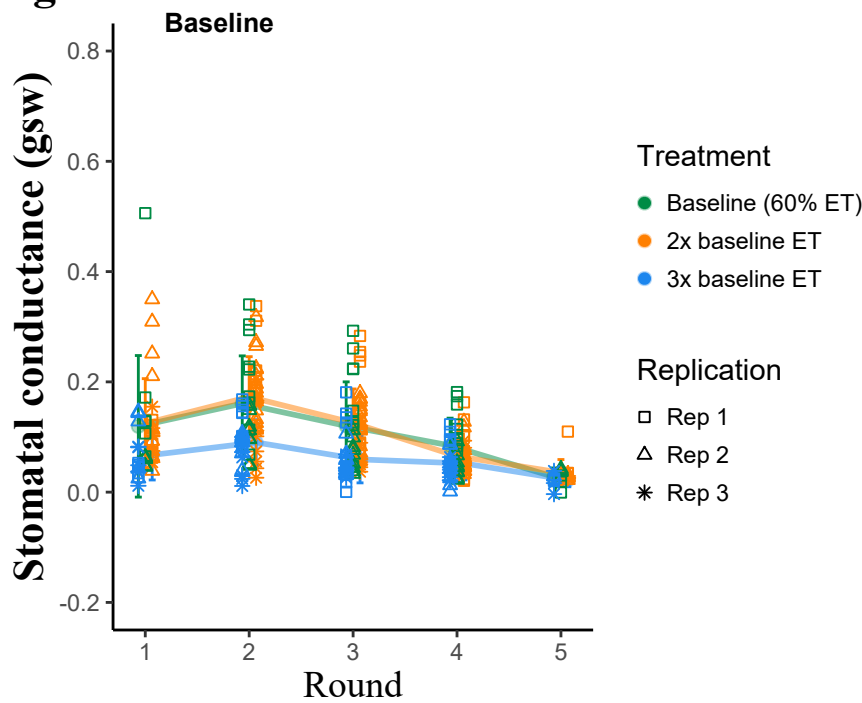 Baseline
Stomatal conductance (gsw)
0.8
0.6
0.4
0.2
0.0
-0.2
1 2 3 4 5
Round
Treatment
Baseline (60% ET)
2x baseline ET
3x baseline ET
Replication
Rep 1
Rep 2
Rep 3